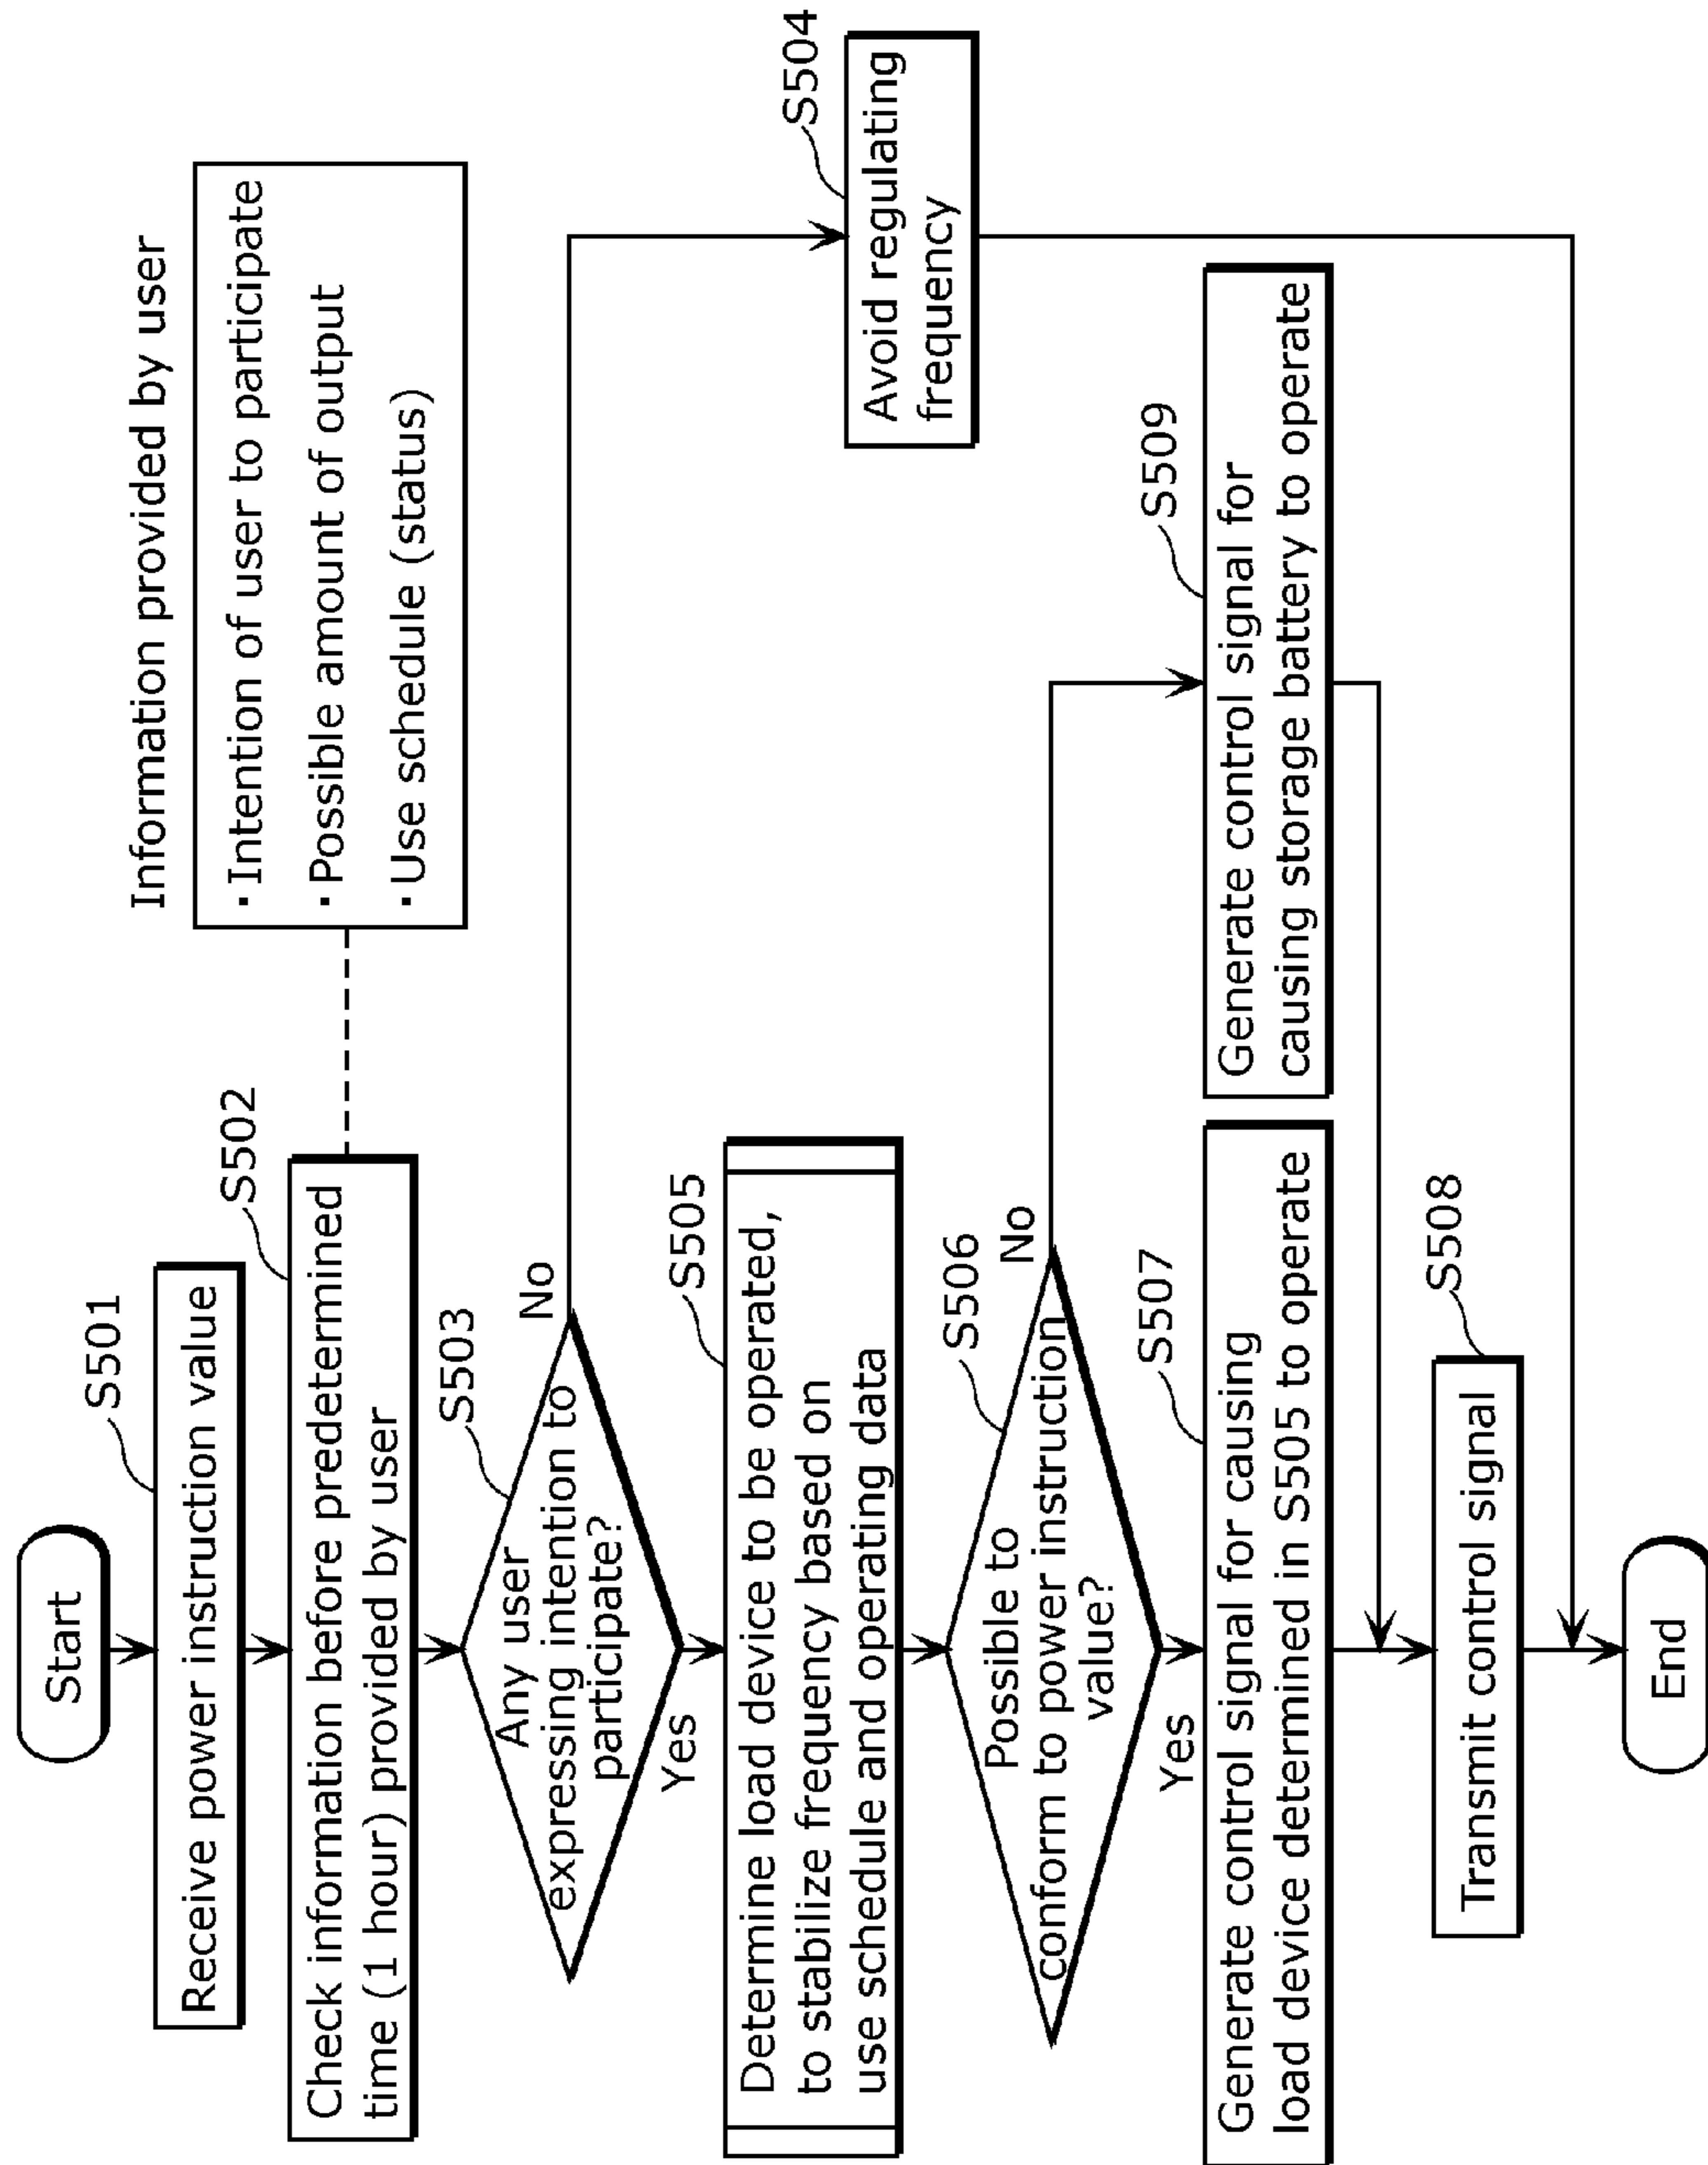 Start
S501
Receive power instruction value
Information provided by user
S502
Check information before predetermined
time (1 hour) provided by user
・Intention of user to participate
・Possible amount of output
・Use schedule (status)
S503
Any user
expressing intention to
participate?
No
Yes
S504
Avoid regulating
frequency
S505
Determine load device to be operated,
to stabilize frequency based on
use schedule and operating data
S506
Possible to
conform to power instruction
value?
No
Yes
S507
Generate control signal for causing
load device determined in S505 to operate
S509
Generate control signal for
causing storage battery to operate
S508
Transmit control signal
End